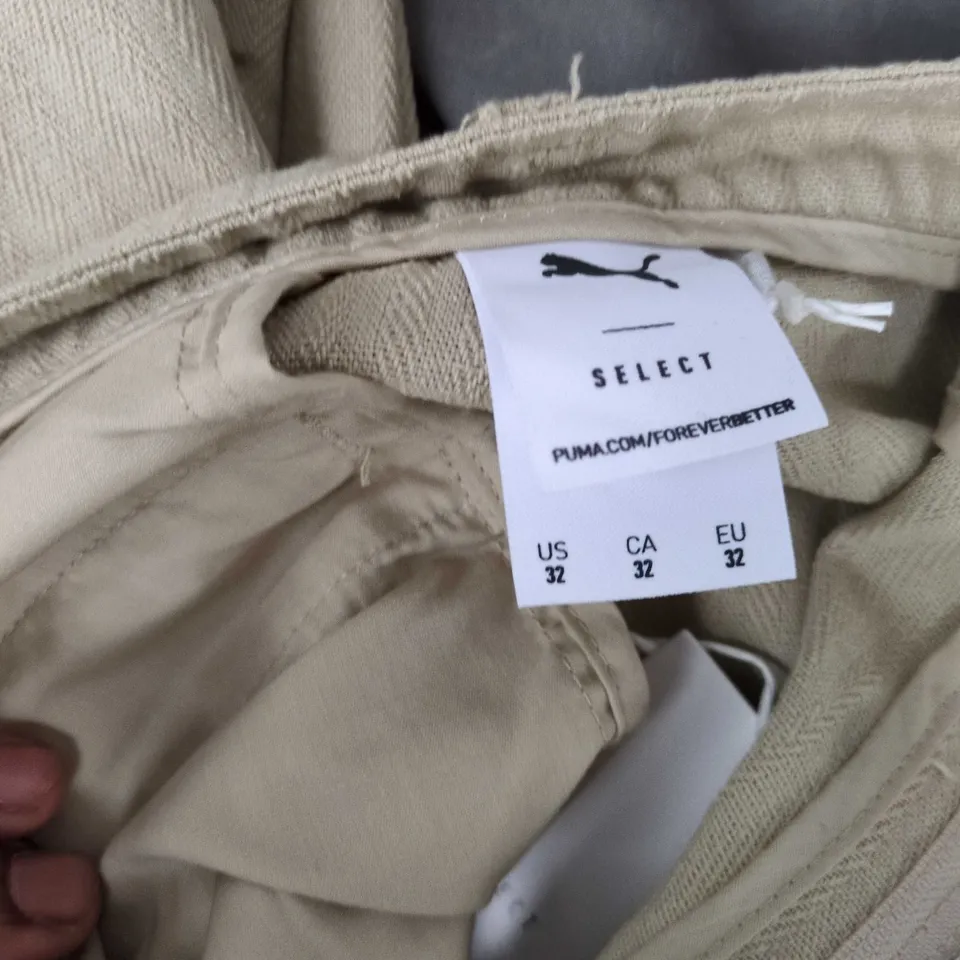 SELECT
PUMA.COM/FOREVERBETTER
US CA EU
32 32 32